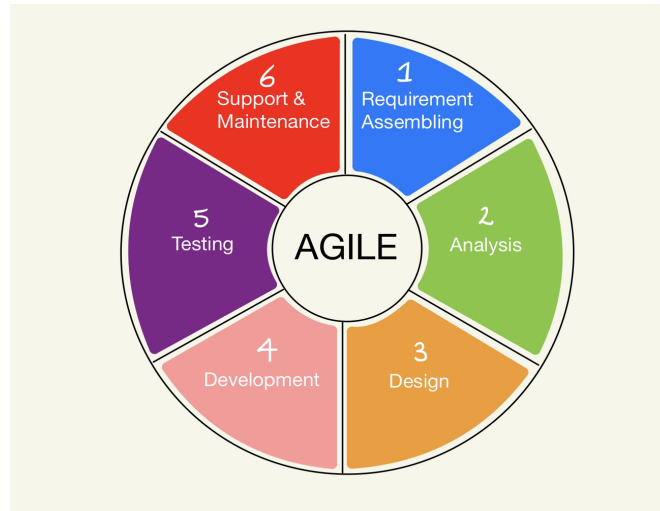 1
Requirement
Assembling
2
Analysis
3
Design
4
Development
5
Testing
6
Support &
Maintenance
AGILE